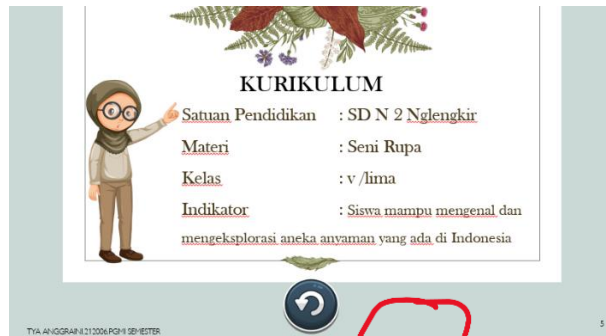 KURIKULUM
Satuan Pendidikan : SD N 2 Nglengkir
Materi : Seni Rupa
Kelas : v /lima
Indikator : Siswa mampu mengenal dan
mengeksplorasi aneka anyaman yang ada di Indonesia
TYA ANGGRAINI.212006.PGMI SEMESTER
5